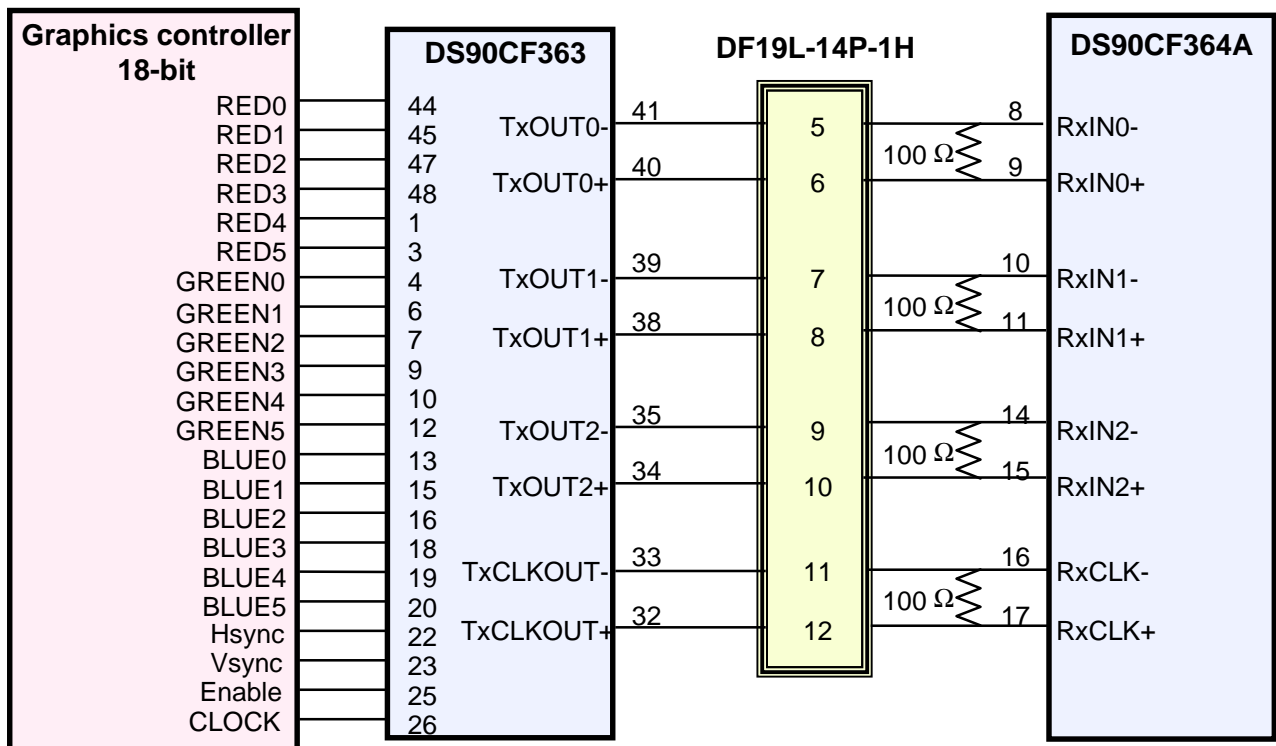 Graphics controller
18-bit
DS90CF363
DF19L-14P-1H
DS90CF364A
RED0 44
RED1 45
RED2 47
RED3 48
RED4 1
RED5 3
GREEN0 4
GREEN1 6
GREEN2 7
GREEN3 9
GREEN4 10
GREEN5 12
BLUE0 13
BLUE1 15
BLUE2 16
BLUE3 18
BLUE4 19
BLUE5 20
Hsync 22
Vsync 23
Enable 25
CLOCK 26
TxOUT0- 41 5 8 RxIN0-
100 Ω
TxOUT0+ 40 6 9 RxIN0+
TxOUT1- 39 7 10 RxIN1-
100 Ω
TxOUT1+ 38 8 11 RxIN1+
TxOUT2- 35 9 14 RxIN2-
100 Ω
TxOUT2+ 34 10 15 RxIN2+
TxCLKOUT- 33 11 16 RxCLK-
100 Ω
TxCLKOUT+ 32 12 17 RxCLK+